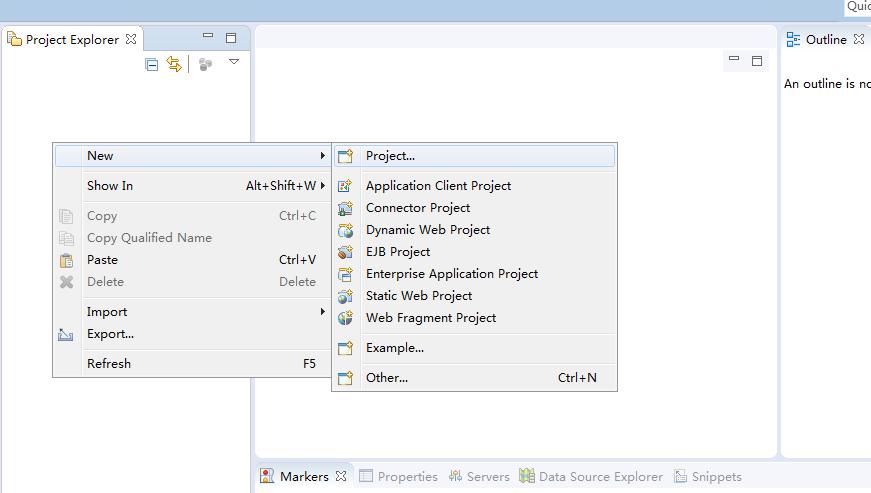 Quic
Project Explorer
Outline
An outline is no
New
Show In Alt+Shift+W
Copy Ctrl+C
Copy Qualified Name
Paste Ctrl+V
Delete Delete
Import
Export...
Refresh F5
Project...
Application Client Project
Connector Project
Dynamic Web Project
EJB Project
Enterprise Application Project
Static Web Project
Web Fragment Project
Example...
Other... Ctrl+N
Markers Properties Servers Data Source Explorer Snippets